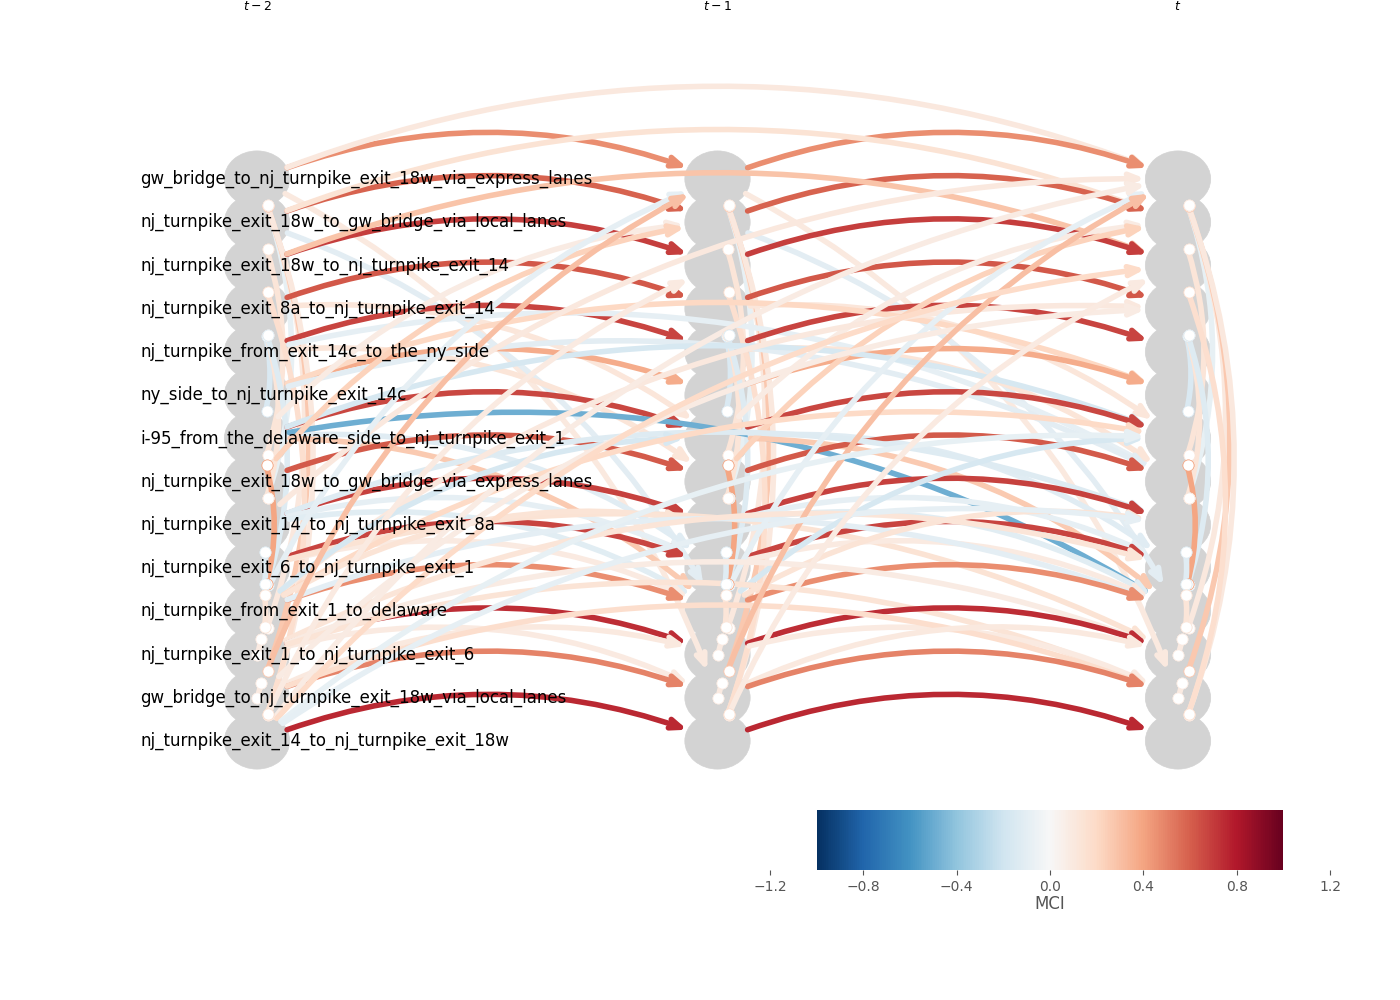 t − 2 t − 1 t
gw_bridge_to_nj_turnpike_exit_18w_via_express_lanes
nj_turnpike_exit_18w_to_gw_bridge_via_local_lanes
nj_turnpike_exit_18w_to_nj_turnpike_exit_14
nj_turnpike_exit_8a_to_nj_turnpike_exit_14
nj_turnpike_from_exit_14c_to_the_ny_side
ny_side_to_nj_turnpike_exit_14c
i-95_from_the_delaware_side_to_nj_turnpike_exit_1
nj_turnpike_exit_18w_to_gw_bridge_via_express_lanes
nj_turnpike_exit_14_to_nj_turnpike_exit_8a
nj_turnpike_exit_6_to_nj_turnpike_exit_1
nj_turnpike_from_exit_1_to_delaware
nj_turnpike_exit_1_to_nj_turnpike_exit_6
gw_bridge_to_nj_turnpike_exit_18w_via_local_lanes
nj_turnpike_exit_14_to_nj_turnpike_exit_18w
−1.2 −0.8 −0.4 0.0 0.4 0.8 1.2
MCI